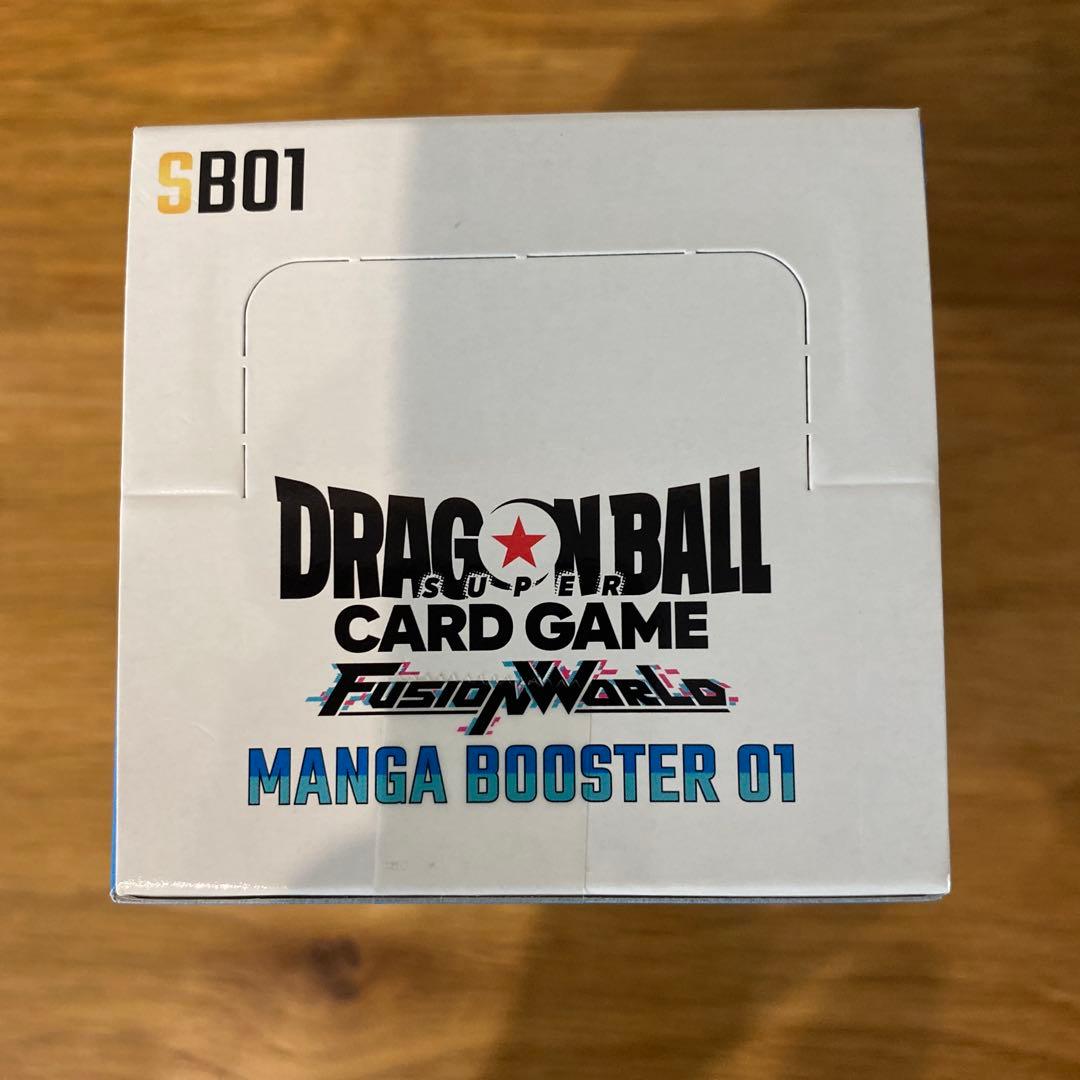 SB01
DRAGON BALL
SUPER
CARD GAME
FUSION WORLD
MANGA BOOSTER 01